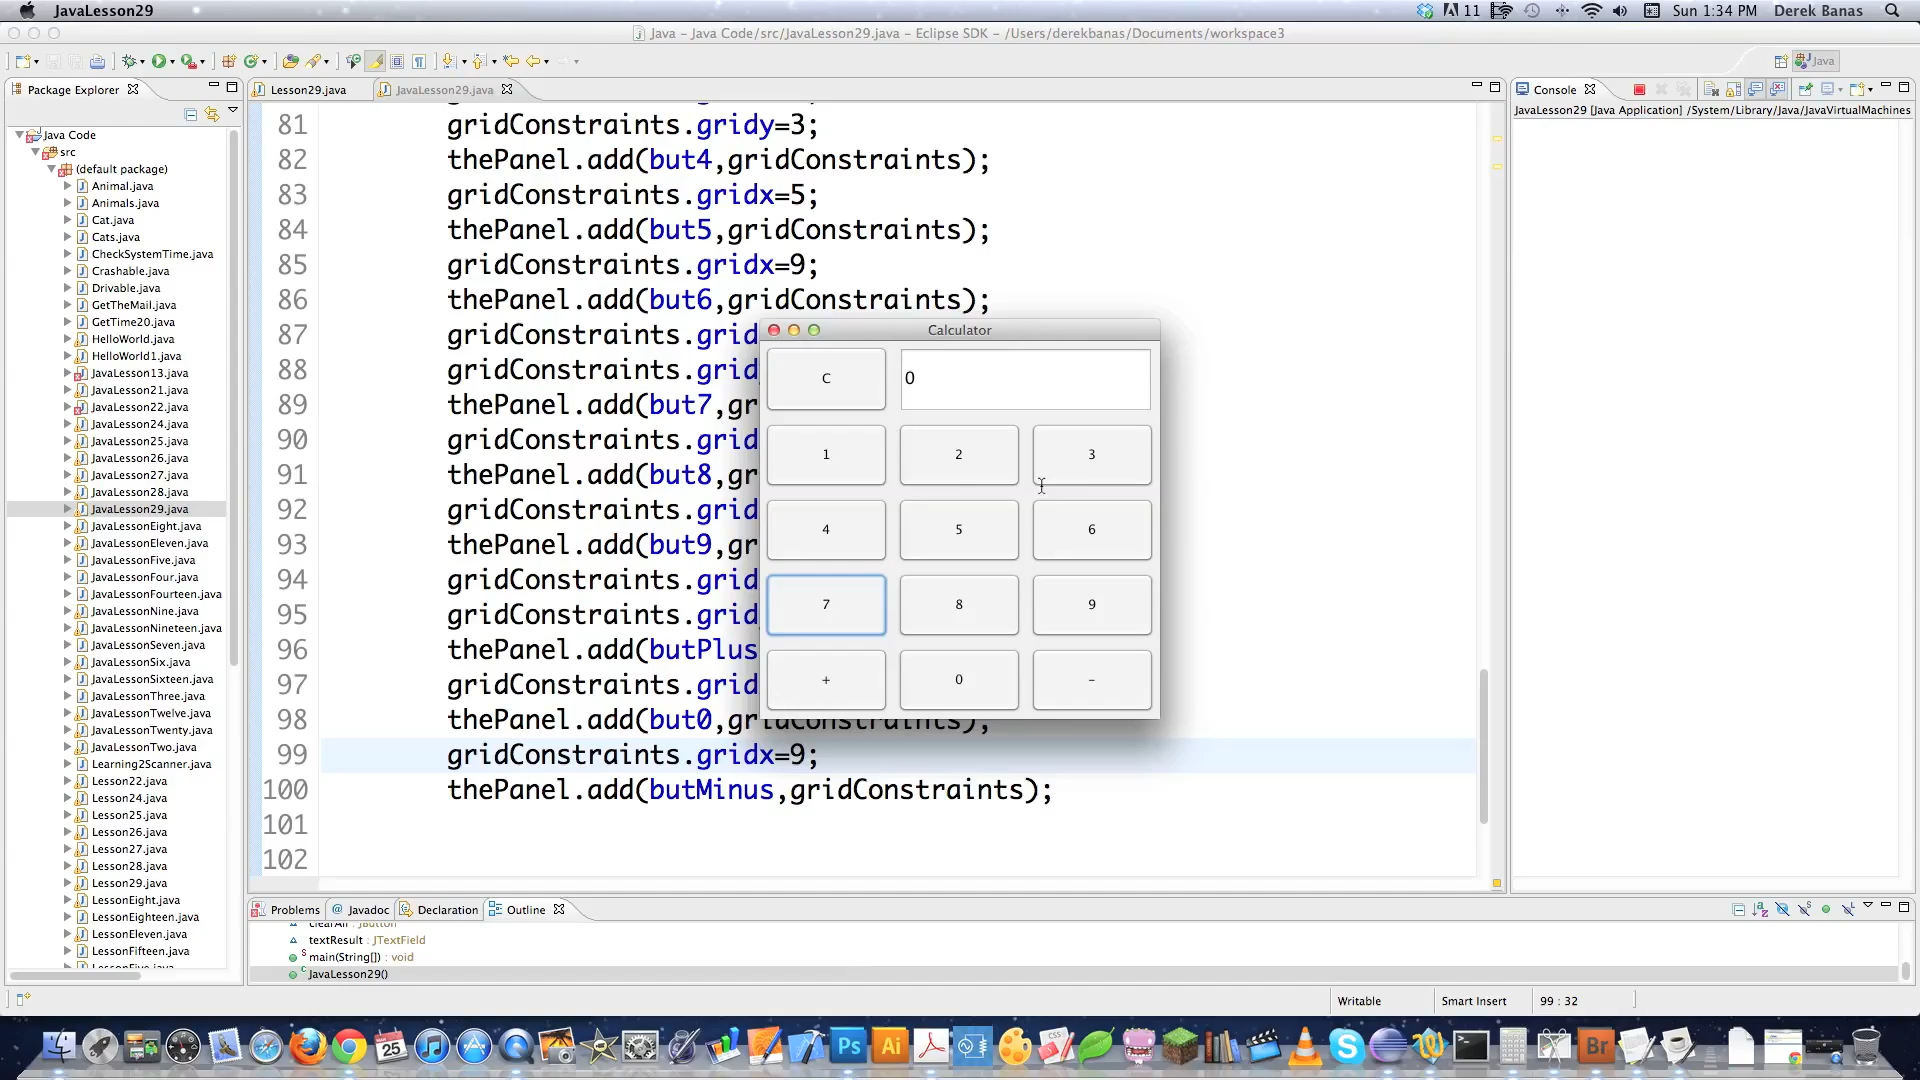 JavaLesson29
11
Sun 1:34 PM
Derek Banas
Java – Java Code/src/JavaLesson29.java – Eclipse SDK – /Users/derekbanas/Documents/workspace3
Java
Package Explorer
Lesson29.java
JavaLesson29.java
Console
JavaLesson29 [Java Application] /System/Library/Java/JavaVirtualMachines
Java Code
src
(default package)
Animal.java
Animals.java
Cat.java
Cats.java
CheckSystemTime.java
Crashable.java
Drivable.java
GetTheMail.java
GetTime20.java
HelloWorld.java
HelloWorld1.java
JavaLesson13.java
JavaLesson21.java
JavaLesson22.java
JavaLesson24.java
JavaLesson25.java
JavaLesson26.java
JavaLesson27.java
JavaLesson28.java
JavaLesson29.java
JavaLessonEight.java
JavaLessonEleven.java
JavaLessonFive.java
JavaLessonFour.java
JavaLessonFourteen.java
JavaLessonNine.java
JavaLessonNineteen.java
JavaLessonSeven.java
JavaLessonSix.java
JavaLessonSixteen.java
JavaLessonThree.java
JavaLessonTwelve.java
JavaLessonTwenty.java
JavaLessonTwo.java
Learning2Scanner.java
Lesson22.java
Lesson24.java
Lesson25.java
Lesson26.java
Lesson27.java
Lesson28.java
Lesson29.java
LessonEight.java
LessonEighteen.java
LessonEleven.java
LessonFifteen.java
LessonFive.java
81 gridConstraints.gridy=3;
82 thePanel.add(but4,gridConstraints);
83 gridConstraints.gridx=5;
84 thePanel.add(but5,gridConstraints);
85 gridConstraints.gridx=9;
86 thePanel.add(but6,gridConstraints);
87 gridConstraints.grid
88 gridConstraints.grid
89 thePanel.add(but7,gr
90 gridConstraints.grid
91 thePanel.add(but8,gr
92 gridConstraints.grid
93 thePanel.add(but9,gr
94 gridConstraints.grid
95 gridConstraints.grid
96 thePanel.add(butPlus
97 gridConstraints.grid
98 thePanel.add(but0,gridConstraints);
99 gridConstraints.gridx=9;
100 thePanel.add(butMinus,gridConstraints);
101
102
Calculator
C 0
1 2 3
4 5 6
7 8 9
+ 0 -
Problems
Javadoc
Declaration
Outline
clearAll : JButton
textResult : JTextField
main(String[]) : void
JavaLesson29()
Writable
Smart Insert
99 : 32
25
Ps
Ai
CSS
Br